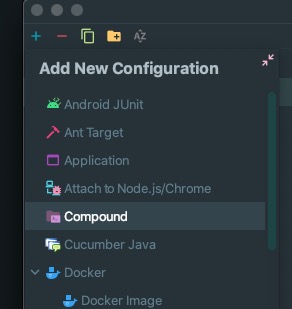 Add New Configuration
Android JUnit
Ant Target
Application
Attach to Node.js/Chrome
Compound
Cucumber Java
Docker
Docker Image